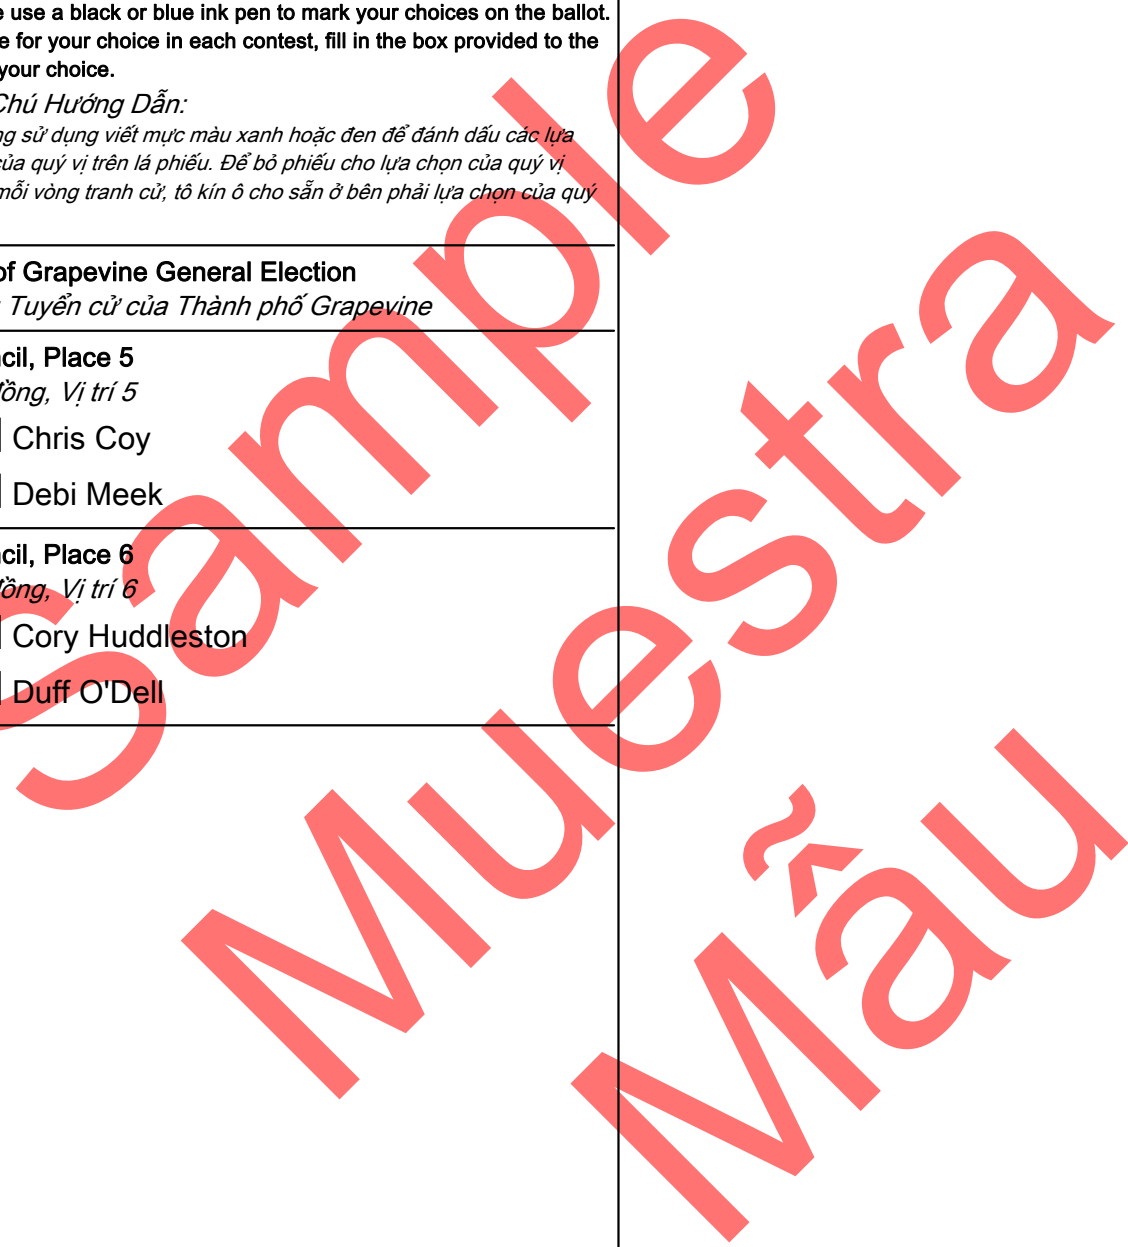 use a black or blue ink pen to mark your choices on the ballot.
for your choice in each contest, fill in the box provided to the
your choice.
Chú Hướng Dẫn:
sử dụng viết mực màu xanh hoặc đen để đánh dấu các lựa
của quý vị trên lá phiếu. Để bỏ phiếu cho lựa chọn của quý vị
mỗi vòng tranh cử, tô kín ô cho sẵn ở bên phải lựa chọn của quý
of Grapevine General Election
Tuyển cử của Thành phố Grapevine
Place 5
Vị trí 5
Chris Coy
Debi Meek
Place 6
Vị trí 6
Cory Huddleston
Duff O'Dell
Sample
Muestra
Mẫu